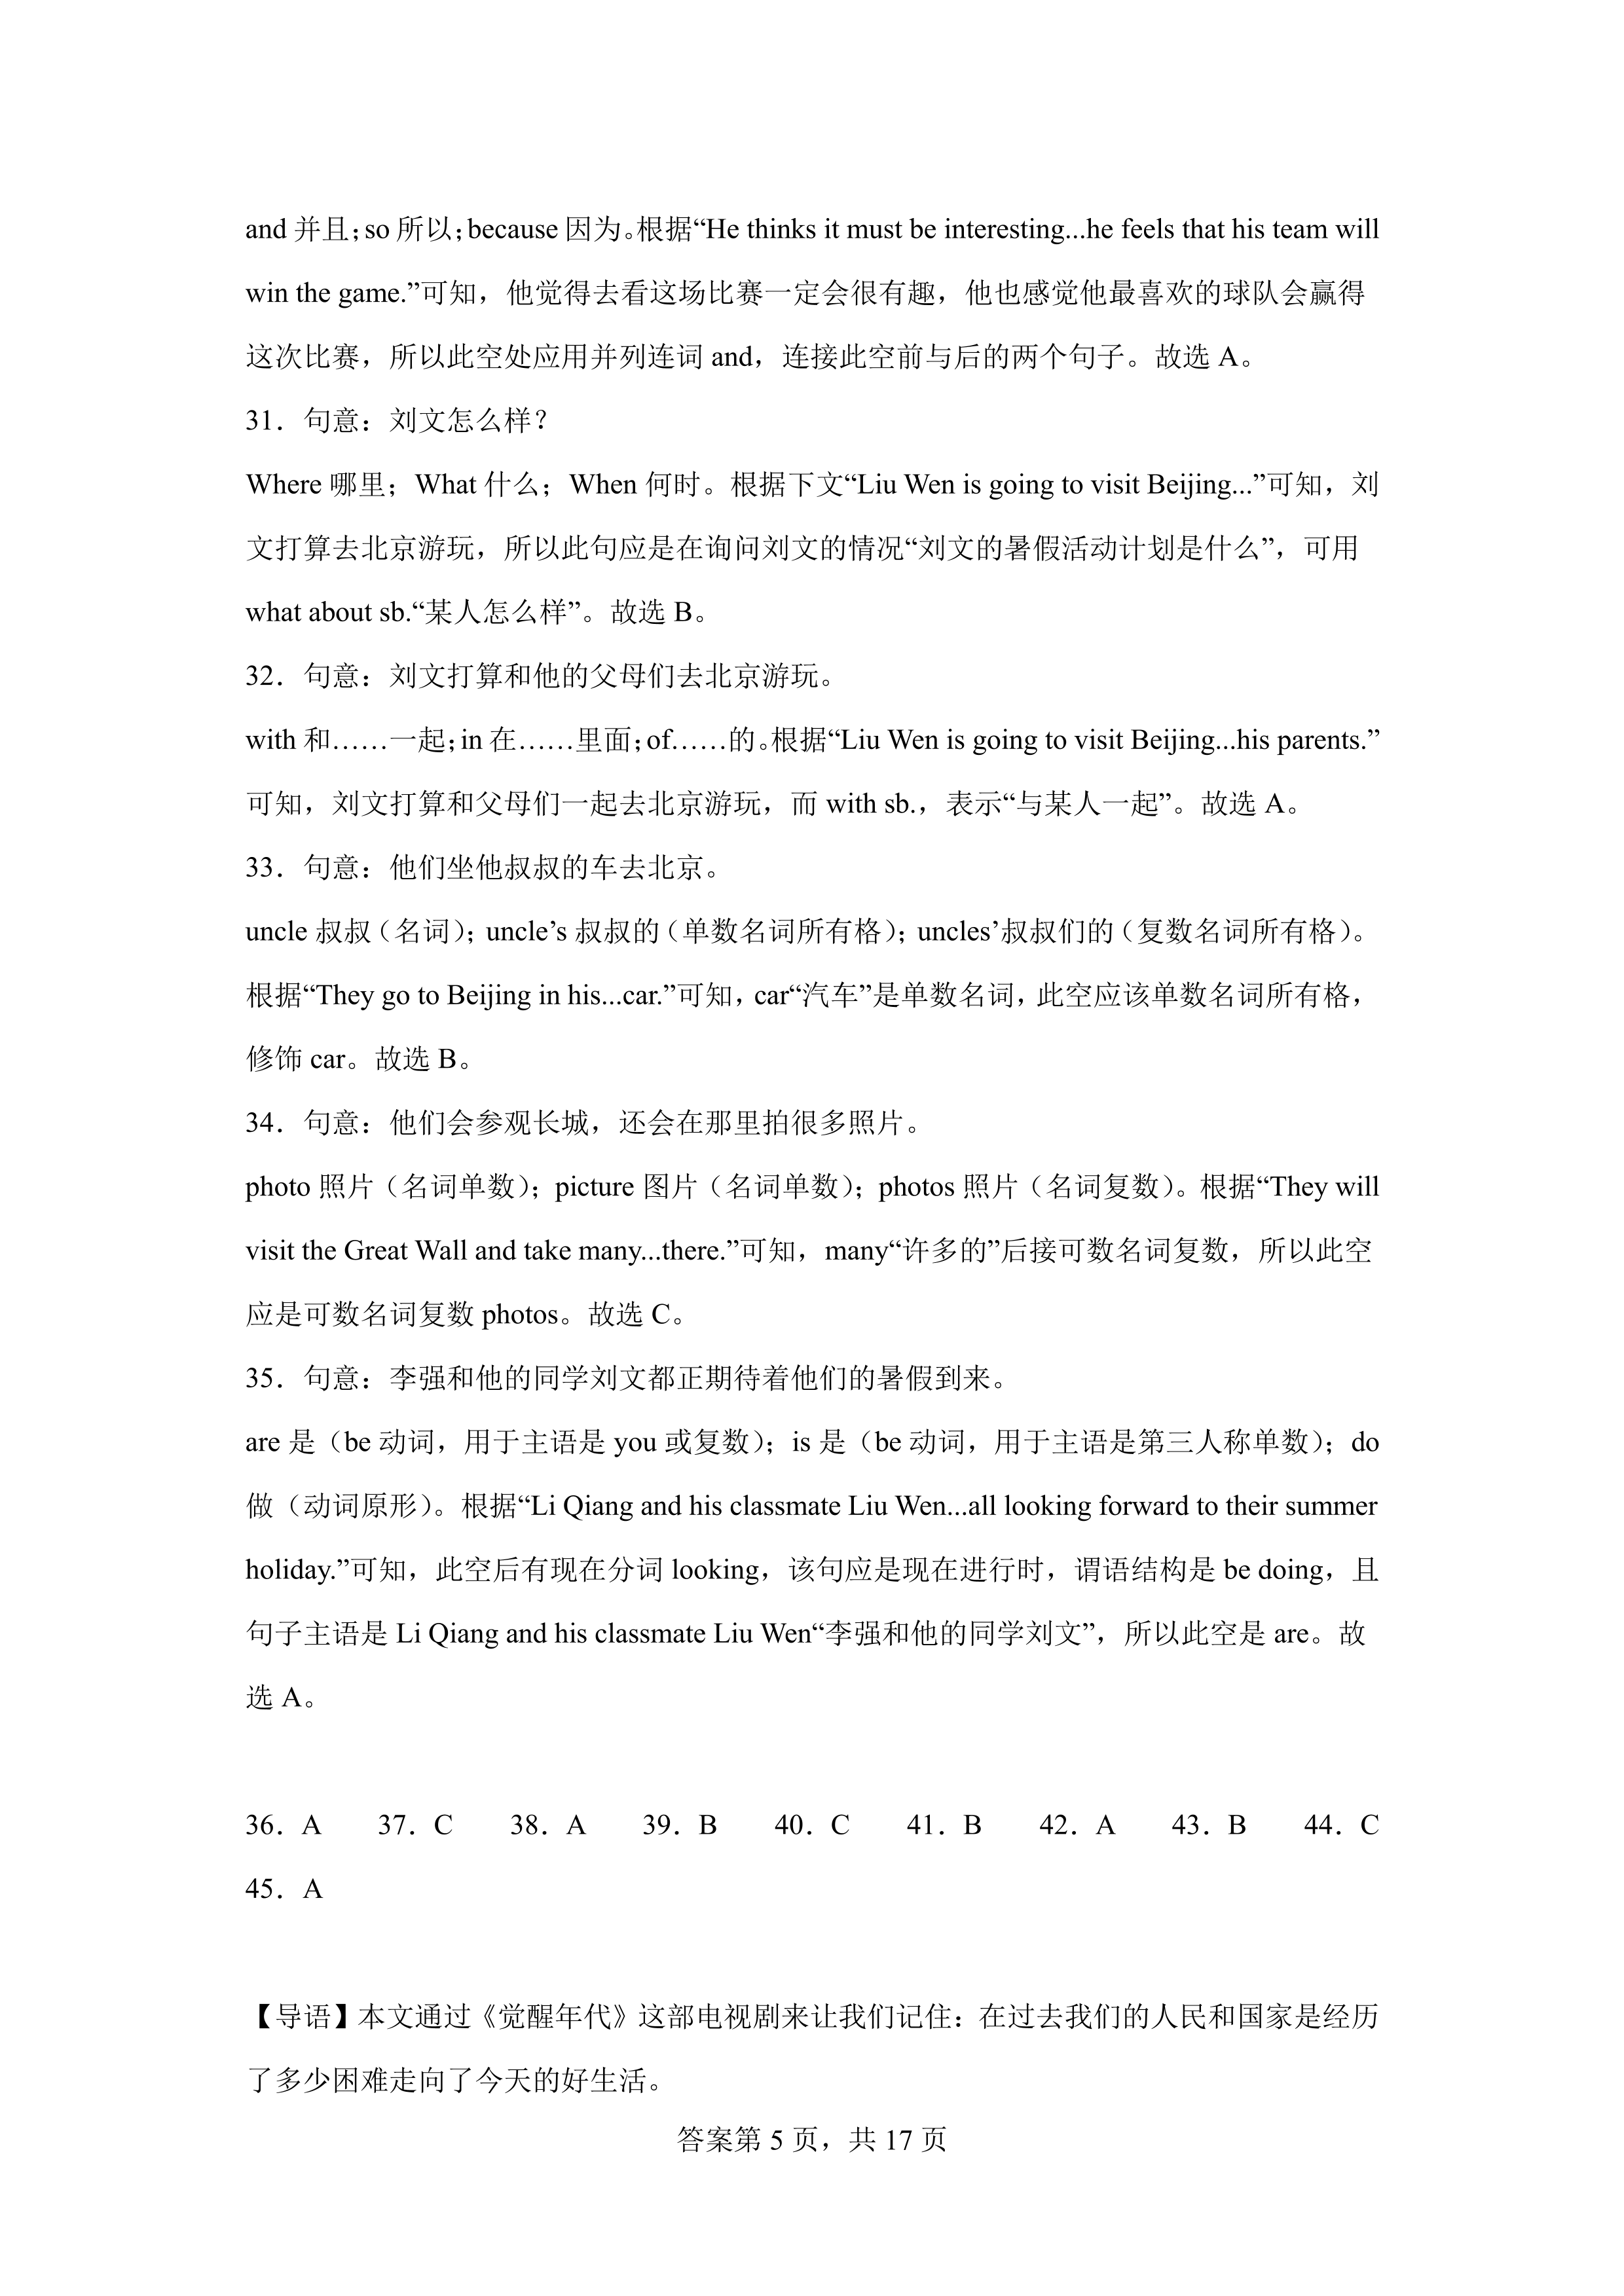 and 并且；so 所以；because 因为。根据“He thinks it must be interesting...he feels that his team will
win the game.”可知，他觉得去看这场比赛一定会很有趣，他也感觉他最喜欢的球队会赢得
这次比赛，所以此空处应用并列连词 and，连接此空前与后的两个句子。故选 A。
31．句意：刘文怎么样？
Where 哪里；What 什么；When 何时。根据下文“Liu Wen is going to visit Beijing...”可知，刘
文打算去北京游玩，所以此句应是在询问刘文的情况“刘文的暑假活动计划是什么”，可用
what about sb.“某人怎么样”。故选 B。
32．句意：刘文打算和他的父母们去北京游玩。
with 和……一起；in 在……里面；of……的。根据“Liu Wen is going to visit Beijing...his parents.”
可知，刘文打算和父母们一起去北京游玩，而 with sb.，表示“与某人一起”。故选 A。
33．句意：他们坐他叔叔的车去北京。
uncle 叔叔（名词）；uncle’s 叔叔的（单数名词所有格）；uncles’叔叔们的（复数名词所有格）。
根据“They go to Beijing in his...car.”可知，car“汽车”是单数名词，此空应该单数名词所有格，
修饰 car。故选 B。
34．句意：他们会参观长城，还会在那里拍很多照片。
photo 照片（名词单数）；picture 图片（名词单数）；photos 照片（名词复数）。根据“They will
visit the Great Wall and take many...there.”可知，many“许多的”后接可数名词复数，所以此空
应是可数名词复数 photos。故选 C。
35．句意：李强和他的同学刘文都正期待着他们的暑假到来。
are 是（be 动词，用于主语是 you 或复数）；is 是（be 动词，用于主语是第三人称单数）；do
做（动词原形）。根据“Li Qiang and his classmate Liu Wen...all looking forward to their summer
holiday.”可知，此空后有现在分词 looking，该句应是现在进行时，谓语结构是 be doing，且
句子主语是 Li Qiang and his classmate Liu Wen“李强和他的同学刘文”，所以此空是 are。故
选 A。
36．A 37．C 38．A 39．B 40．C 41．B 42．A 43．B 44．C
45．A
【导语】本文通过《觉醒年代》这部电视剧来让我们记住：在过去我们的人民和国家是经历
了多少困难走向了今天的好生活。
答案第 5 页，共 17 页